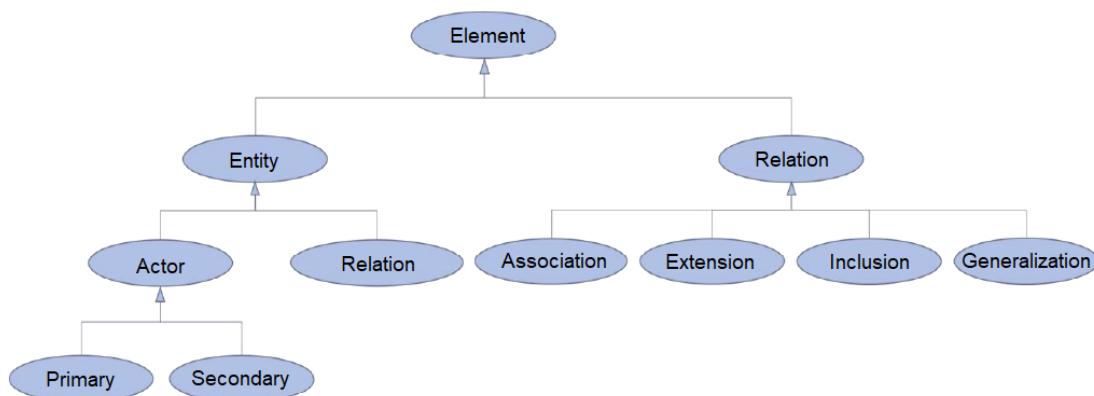 Element
Entity
Relation
Actor
Relation
Association
Extension
Inclusion
Generalization
Primary
Secondary